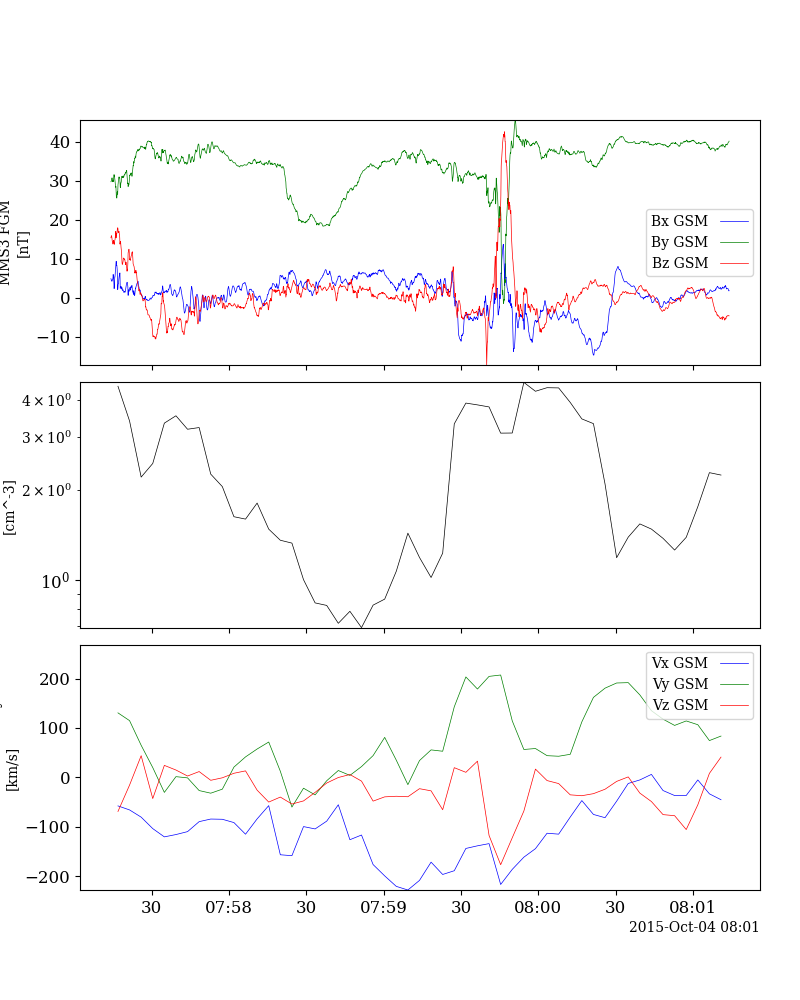 MMS3 FGM
[nT]
40
30
20
10
0
−10
Bx GSM
By GSM
Bz GSM
[cm^-3]
4 × 10⁰
3 × 10⁰
2 × 10⁰
10⁰
[km/s]
200
100
0
−100
−200
Vx GSM
Vy GSM
Vz GSM
30 07:58 30 07:59 30 08:00 30 08:01
2015-Oct-04 08:01